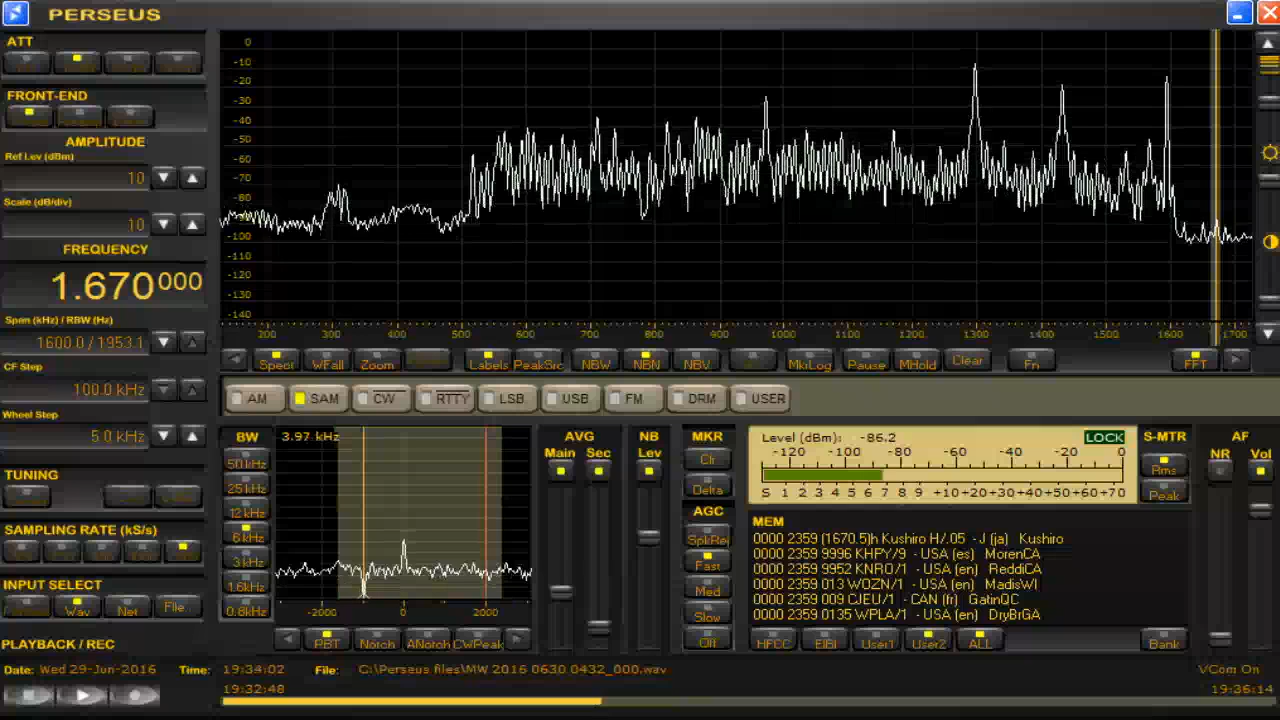 PERSEUS
ATT
FRONT-END
AMPLITUDE
Ref Lev (dBm)
10
Scale (dB/div)
10
FREQUENCY
1.670000
Span (kHz) / RBW (Hz)
1600.0 / 1953.1
CF Step
100.0 kHz
Wheel Step
5.0 kHz
TUNING
SAMPLING RATE (kS/s)
INPUT SELECT
Wav Net File
PLAYBACK / REC
0
-10
-20
-30
-40
-50
-60
-70
-80
-90
-100
-110
-120
-130
-140
200 300 400 500 600 700 800 900 1000 1100 1200 1300 1400 1500 1600 1700
Spect WFall Zoom Labels PeakSrc NBW NBN NBV MkrLog Pause MHold Clear Fn FFT
AM SAM CW RTTY LSB USB FM DRM USER
BW
50 kHz
25 kHz
12 kHz
6 kHz
3 kHz
1.6kHz
0.8kHz
3.97 kHz
-2000 0 2000
PBT Notch ANotch CWPeak
AVG
Main Sec
NB
Lev
MKR
Clr
Delta
AGC
SplkRej
Fast
Med
Slow
Off
Level (dBm): -86.2 LOCK
-120 -100 -80 -60 -40 -20 0
S 1 2 3 4 5 6 7 8 9 +10+20+30+40+50+60+70
S-MTR
Rms
Peak
AF
NR Vol
MEM
0000 2359 (1670.5)h Kushiro H/.05 - J (ja) Kushiro
0000 2359 9996 KHPY/9 - USA (es) MorenCA
0000 2359 9952 KNRO/1 - USA (en) ReddiCA
0000 2359 013 WOZN/1 - USA (en) MadisWI
0000 2359 009 CJEU/1 - CAN (fr) GatinQC
0000 2359 0135 WPLA/1 - USA (en) DryBrGA
HFCC EiBi User1 User2 ALL Bank
Date: Wed 29-Jun-2016 Time: 19:34:02 File: C:\Perseus files\MW 2016 0630 0432_000.wav VCom On
19:32:48 19:36:14